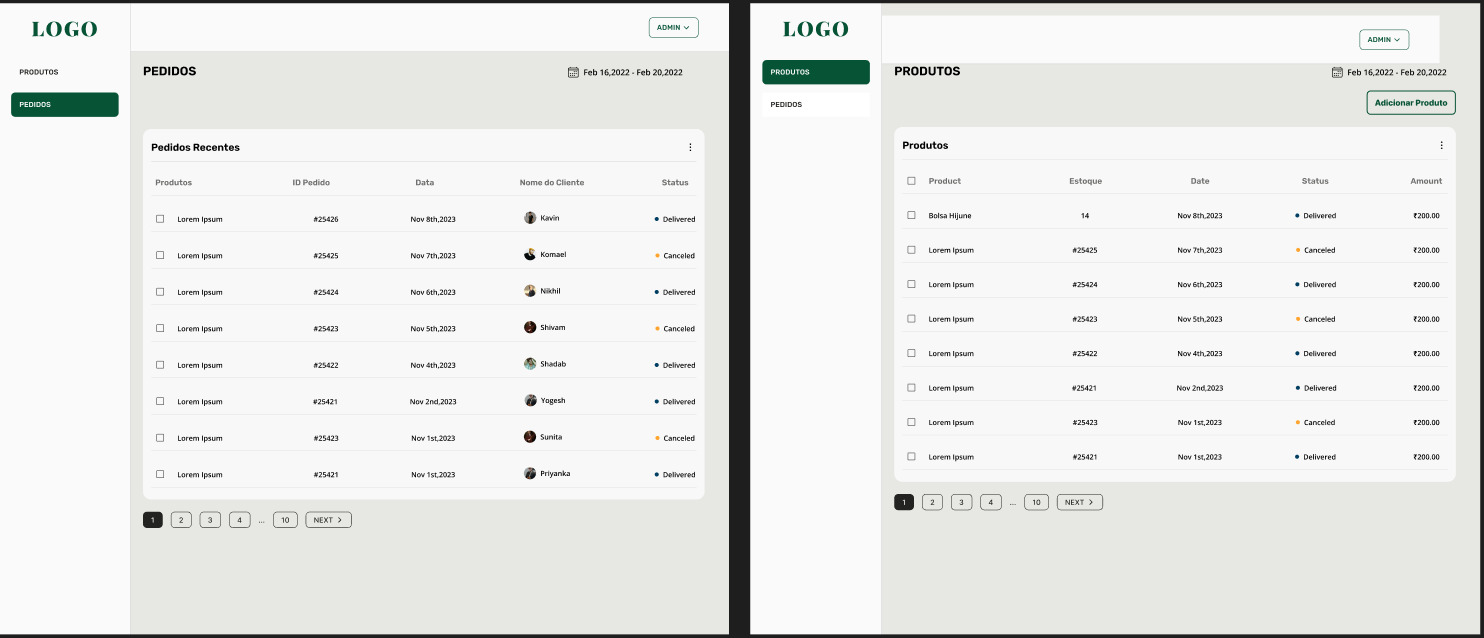 LOGO
ADMIN
PRODUTOS
PEDIDOS
PEDIDOS
Feb 16,2022 - Feb 20,2022
Pedidos Recentes
Produtos ID Pedido Data Nome do Cliente Status
Lorem Ipsum #25426 Nov 8th,2023 Kavin Delivered
Lorem Ipsum #25425 Nov 7th,2023 Komael Canceled
Lorem Ipsum #25424 Nov 6th,2023 Nikhil Delivered
Lorem Ipsum #25423 Nov 5th,2023 Shivam Canceled
Lorem Ipsum #25422 Nov 4th,2023 Shadab Delivered
Lorem Ipsum #25421 Nov 2nd,2023 Yogesh Delivered
Lorem Ipsum #25423 Nov 1st,2023 Sunita Canceled
Lorem Ipsum #25421 Nov 1st,2023 Priyanka Delivered
1 2 3 4 ... 10 NEXT
LOGO
ADMIN
PRODUTOS
PEDIDOS
PRODUTOS
Feb 16,2022 - Feb 20,2022
Adicionar Produto
Produtos
Product Estoque Date Status Amount
Bolsa Hijune 14 Nov 8th,2023 Delivered ₹200.00
Lorem Ipsum #25425 Nov 7th,2023 Canceled ₹200.00
Lorem Ipsum #25424 Nov 6th,2023 Delivered ₹200.00
Lorem Ipsum #25423 Nov 5th,2023 Canceled ₹200.00
Lorem Ipsum #25422 Nov 4th,2023 Delivered ₹200.00
Lorem Ipsum #25421 Nov 2nd,2023 Delivered ₹200.00
Lorem Ipsum #25423 Nov 1st,2023 Canceled ₹200.00
Lorem Ipsum #25421 Nov 1st,2023 Delivered ₹200.00
1 2 3 4 ... 10 NEXT